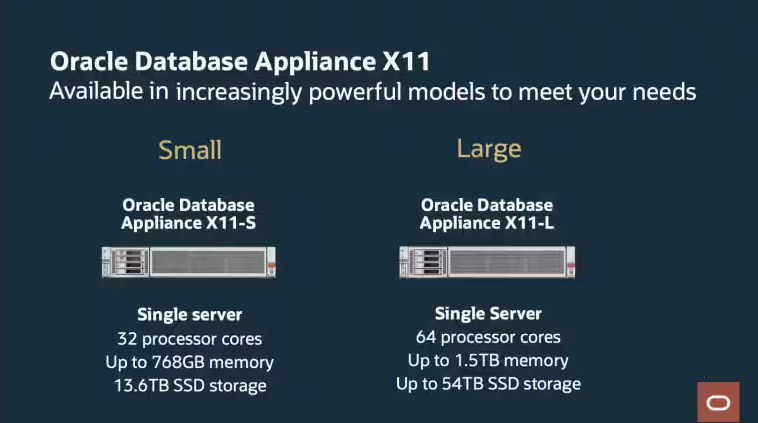 Oracle Database Appliance X11
Available in increasingly powerful models to meet your needs
Small
Oracle Database
Appliance X11-S
Single server
32 processor cores
Up to 768GB memory
13.6TB SSD storage
Large
Oracle Database
Appliance X11-L
Single Server
64 processor cores
Up to 1.5TB memory
Up to 54TB SSD storage